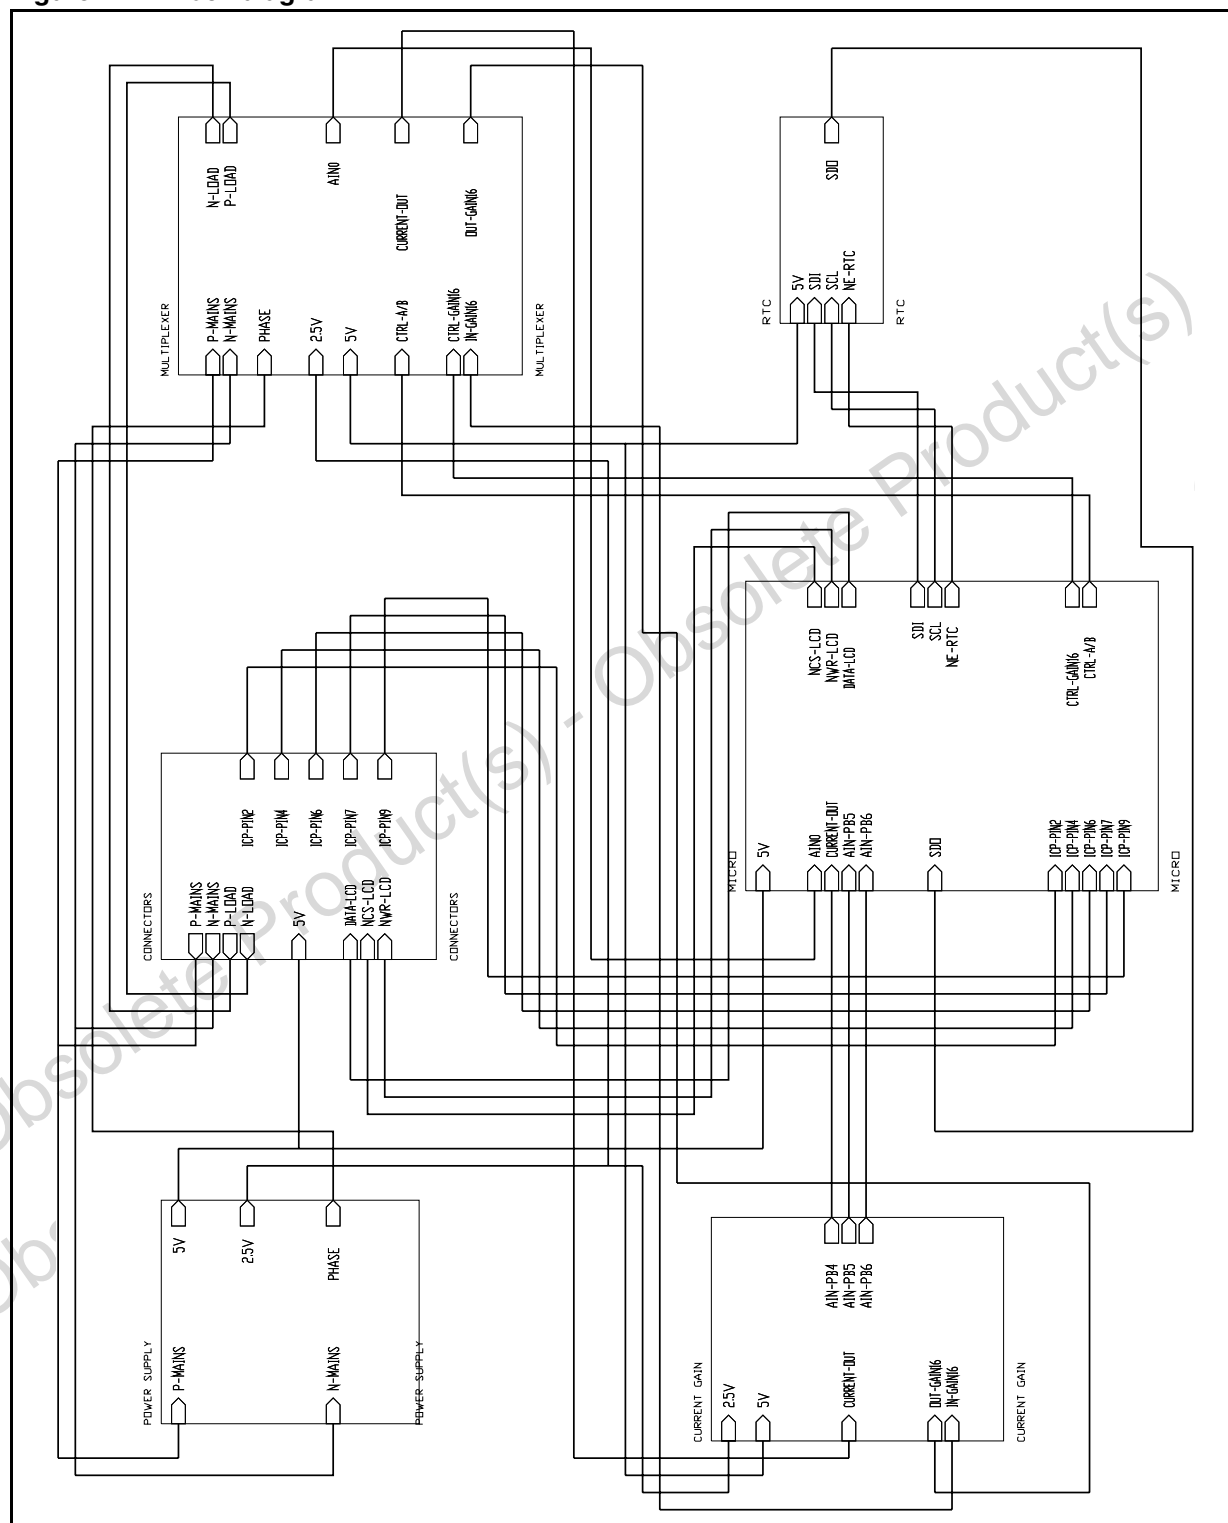 N-LOAD
P-LOAD
AIN0
CURRENT-OUT
OUT-GAIN16
P-MAINS
N-MAINS
PHASE
2.5V
5V
CTRL-A/B
CTRL-GAIN16
IN-GAIN16
MULTIPLEXER
MULTIPLEXER
SDO
5V
SDI
SCL
NE-RTC
RTC
RTC
NCS-LCD
NWR-LCD
DATA-LCD
SDI
SCL
NE-RTC
CTRL-GAIN16
CTRL-A/B
5V
AIN0
CURRENT-OUT
AIN-PB5
AIN-PB6
SDO
ICP-PIN2
ICP-PIN4
ICP-PIN6
ICP-PIN7
ICP-PIN9
MICRO
MICRO
ICP-PIN2
ICP-PIN4
ICP-PIN6
ICP-PIN7
ICP-PIN9
P-MAINS
N-MAINS
P-LOAD
N-LOAD
5V
DATA-LCD
NCS-LCD
NWR-LCD
CONNECTORS
CONNECTORS
5V
2.5V
PHASE
P-MAINS
N-MAINS
POWER SUPPLY
POWER SUPPLY
AIN-PB4
AIN-PB5
AIN-PB6
2.5V
5V
CURRENT-OUT
OUT-GAIN16
IN-GAIN16
CURRENT GAIN
CURRENT GAIN
Obsolete Product(s) - Obsolete Product(s)